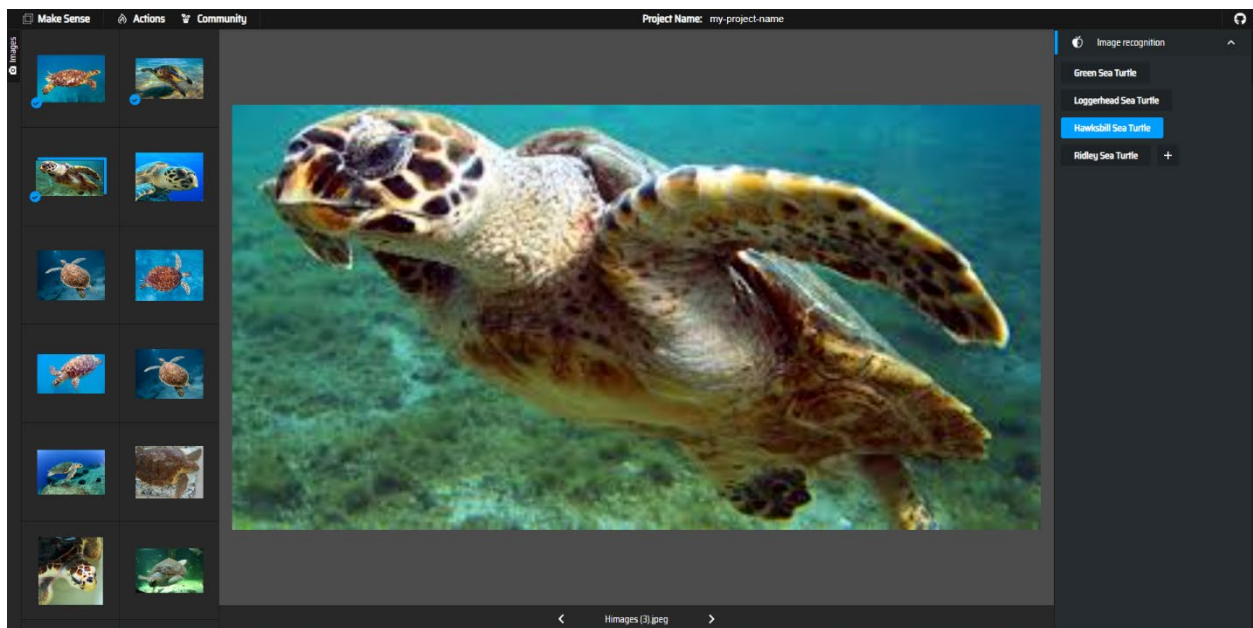 Make Sense Actions Community Project Name: my-project-name
Images
Image recognition
Green Sea Turtle
Loggerhead Sea Turtle
Hawksbill Sea Turtle
Ridley Sea Turtle +
Himages (3).jpeg